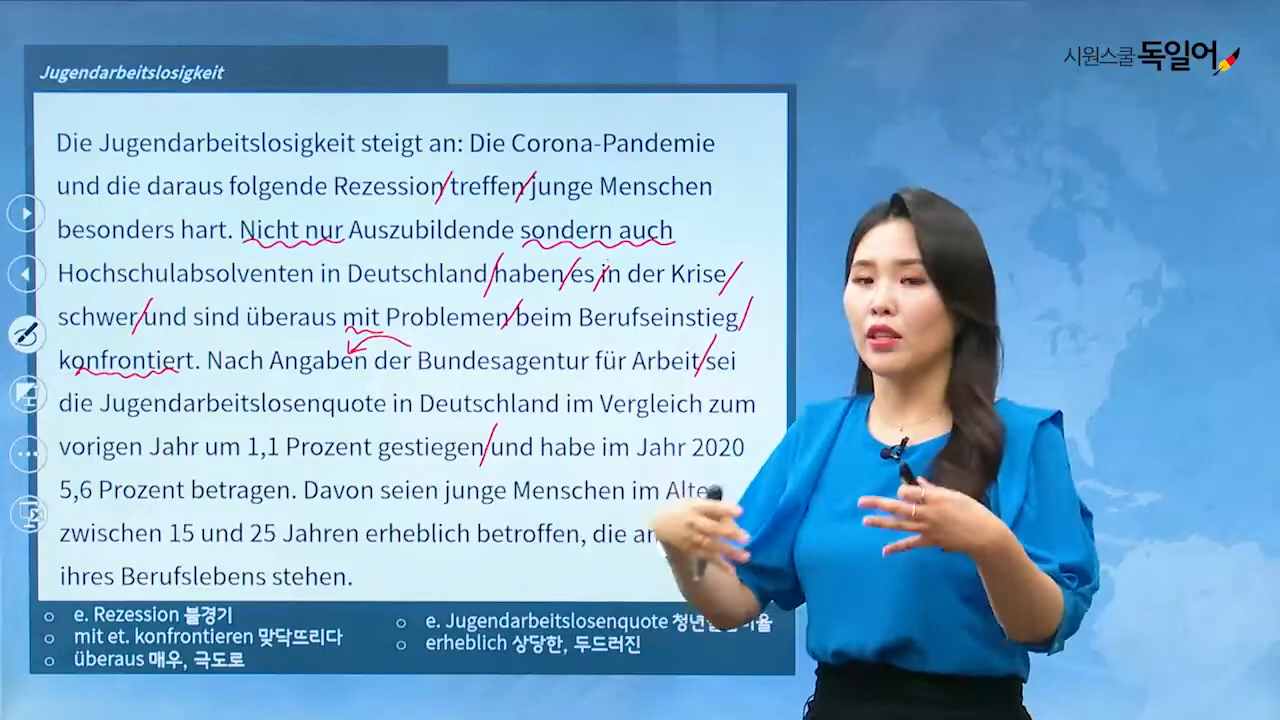 Jugendarbeitslosigkeit
시원스쿨 독일어
Die Jugendarbeitslosigkeit steigt an: Die Corona-Pandemie
und die daraus folgende Rezession treffen junge Menschen
besonders hart. Nicht nur Auszubildende sondern auch
Hochschulabsolventen in Deutschland haben es in der Krise
schwer und sind überaus mit Problemen beim Berufseinstieg
konfrontiert. Nach Angaben der Bundesagentur für Arbeit sei
die Jugendarbeitslosenquote in Deutschland im Vergleich zum
vorigen Jahr um 1,1 Prozent gestiegen und habe im Jahr 2020
5,6 Prozent betragen. Davon seien junge Menschen im
zwischen 15 und 25 Jahren erheblich betroffen, die
ihres Berufslebens stehen.
e. Rezession 불경기
mit et. konfrontieren 맞닥뜨리다
überaus 매우, 극도로
e. Jugendarbeitslosenquote
erheblich 상당한, 두드러진